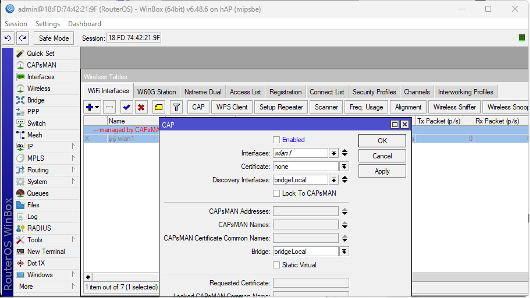 admin@18:FD:74:42:21:9F (RouterOS) - WinBox (64bit) v6.48.6 on hAP (mipsbe)
Session Settings Dashboard
Safe Mode Session: 18:FD:74:42:21:9F
Quick Set
CAPsMAN
Interfaces
Wireless
Bridge
PPP
Switch
Mesh
IP
MPLS
Routing
System
Queues
Files
Log
RADIUS
Tools
New Terminal
Dot1X
Windows
More
RouterOS WinBox
Wireless Tables
WiFi Interfaces W60G Station Nstreme Dual Access List Registration Connect List Security Profiles Channels Interworking Profiles
CAP WPS Client Setup Repeater Scanner Freq. Usage Alignment Wireless Sniffer Wireless Snoop
Name Tx Packet (p/s) Rx Packet (p/s)
--- managed by CAPsMAN
X wlan1 0
1 item out of 7 (1 selected)
CAP
Enabled
Interfaces: wlan1
Certificate: none
Discovery Interfaces: bridgeLocal
Lock To CAPsMAN
CAPsMAN Addresses:
CAPsMAN Names:
CAPsMAN Certificate Common Names:
Bridge: bridgeLocal
Static Virtual
Requested Certificate:
Locked CAPsMAN Common Name:
OK
Cancel
Apply